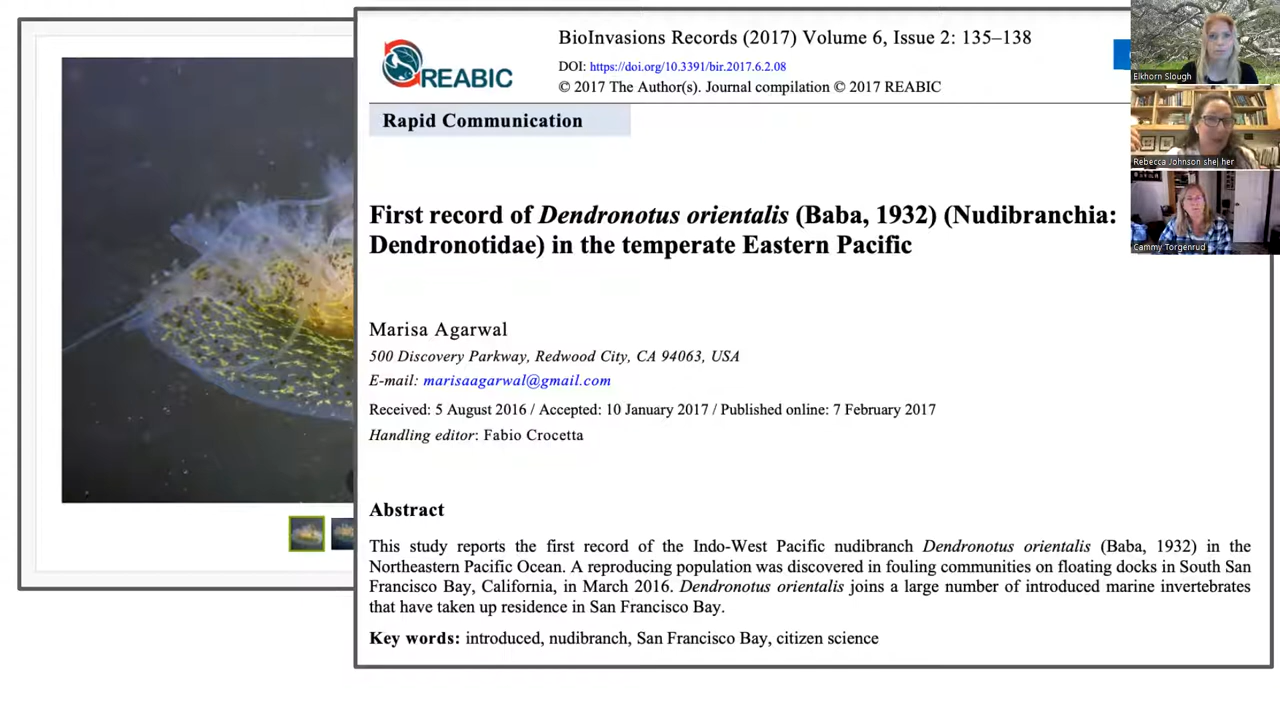 REABIC
BioInvasions Records (2017) Volume 6, Issue 2: 135–138
DOI: https://doi.org/10.3391/bir.2017.6.2.08
© 2017 The Author(s). Journal compilation © 2017 REABIC
Rapid Communication
First record of Dendronotus orientalis (Baba, 1932) (Nudibranchia:
Dendronotidae) in the temperate Eastern Pacific
Marisa Agarwal
500 Discovery Parkway, Redwood City, CA 94063, USA
E-mail: marisaagarwal@gmail.com
Received: 5 August 2016 / Accepted: 10 January 2017 / Published online: 7 February 2017
Handling editor: Fabio Crocetta
Abstract
This study reports the first record of the Indo-West Pacific nudibranch Dendronotus orientalis (Baba, 1932) in the
Northeastern Pacific Ocean. A reproducing population was discovered in fouling communities on floating docks in South San
Francisco Bay, California, in March 2016. Dendronotus orientalis joins a large number of introduced marine invertebrates
that have taken up residence in San Francisco Bay.
Key words: introduced, nudibranch, San Francisco Bay, citizen science
Elkhorn Slough
Rebecca Johnson shel her
Cammy Torgenrud